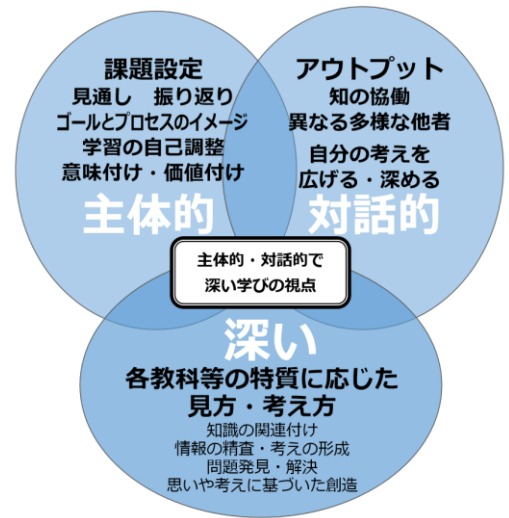 課題設定
見通し　振り返り
ゴールとプロセスのイメージ
学習の自己調整
意味付け・価値付け
主体的
アウトプット
知の協働
異なる多様な他者
自分の考えを
広げる・深める
対話的
主体的・対話的で
深い学びの視点
深い
各教科等の特質に応じた
見方・考え方
知識の関連付け
情報の精査・考えの形成
問題発見・解決
思いや考えに基づいた創造